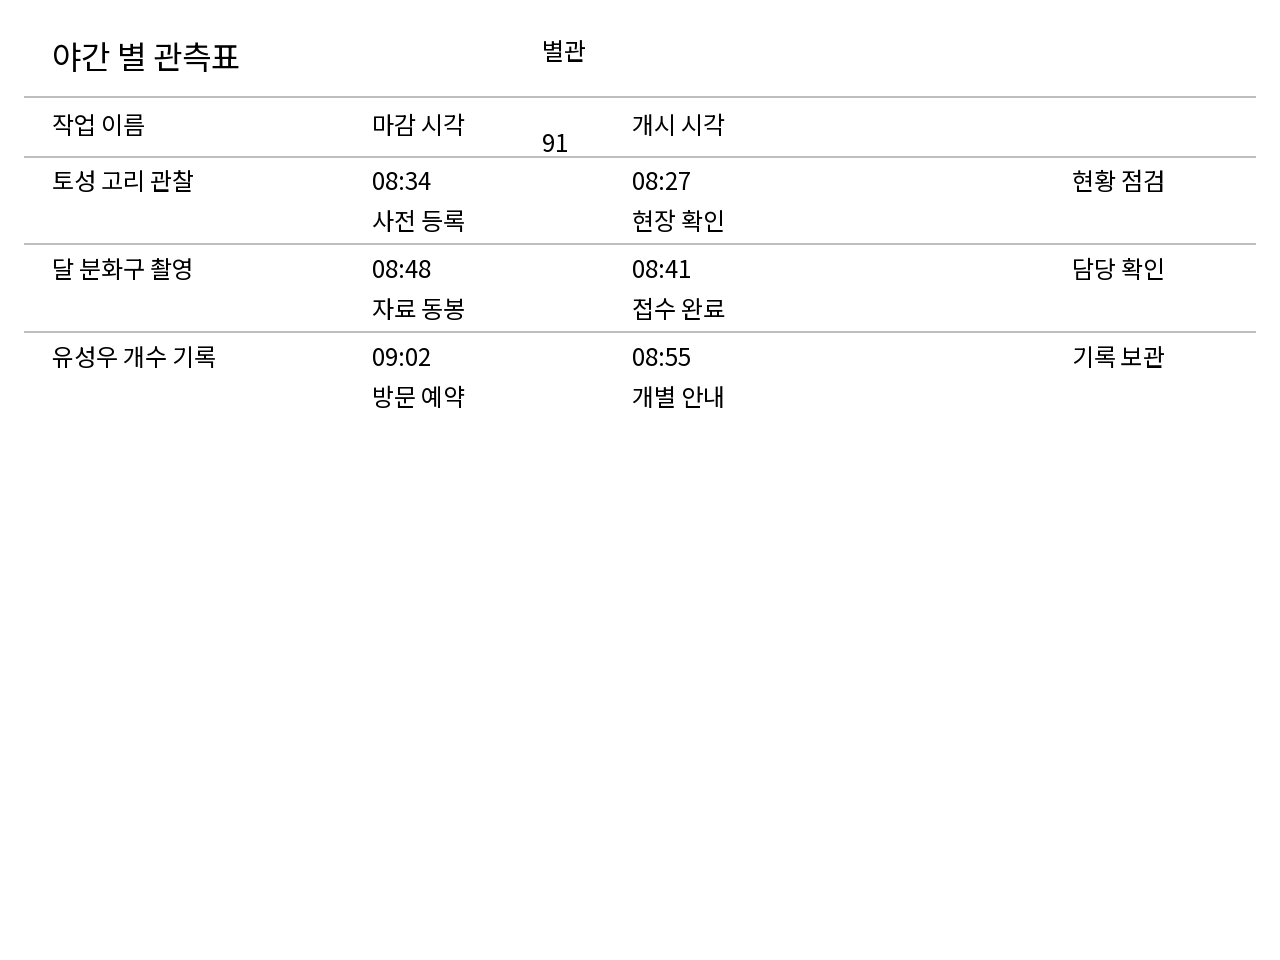 야간 별 관측표
별관
작업 이름 마감 시각 개시 시각
91
토성 고리 관찰 08:34 08:27 현황 점검
사전 등록 현장 확인
달 분화구 촬영 08:48 08:41 담당 확인
자료 동봉 접수 완료
유성우 개수 기록 09:02 08:55 기록 보관
방문 예약 개별 안내